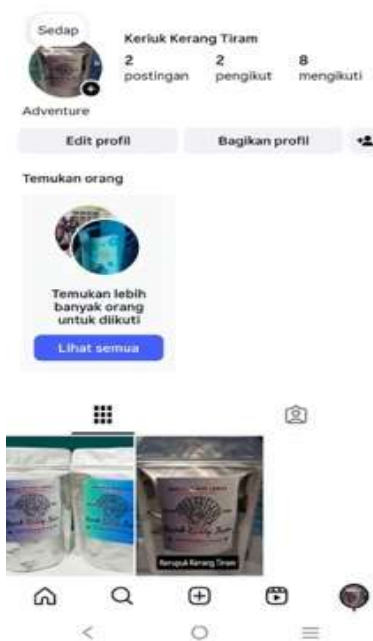 Sedap
Keriuk Kerang Tiram
2 2 8
postingan pengikut mengikuti
Adventure
Edit profil Bagikan profil
Temukan orang
Temukan lebih
banyak orang
untuk diikuti
Lihat semua
Kerupuk Kerang Tiram